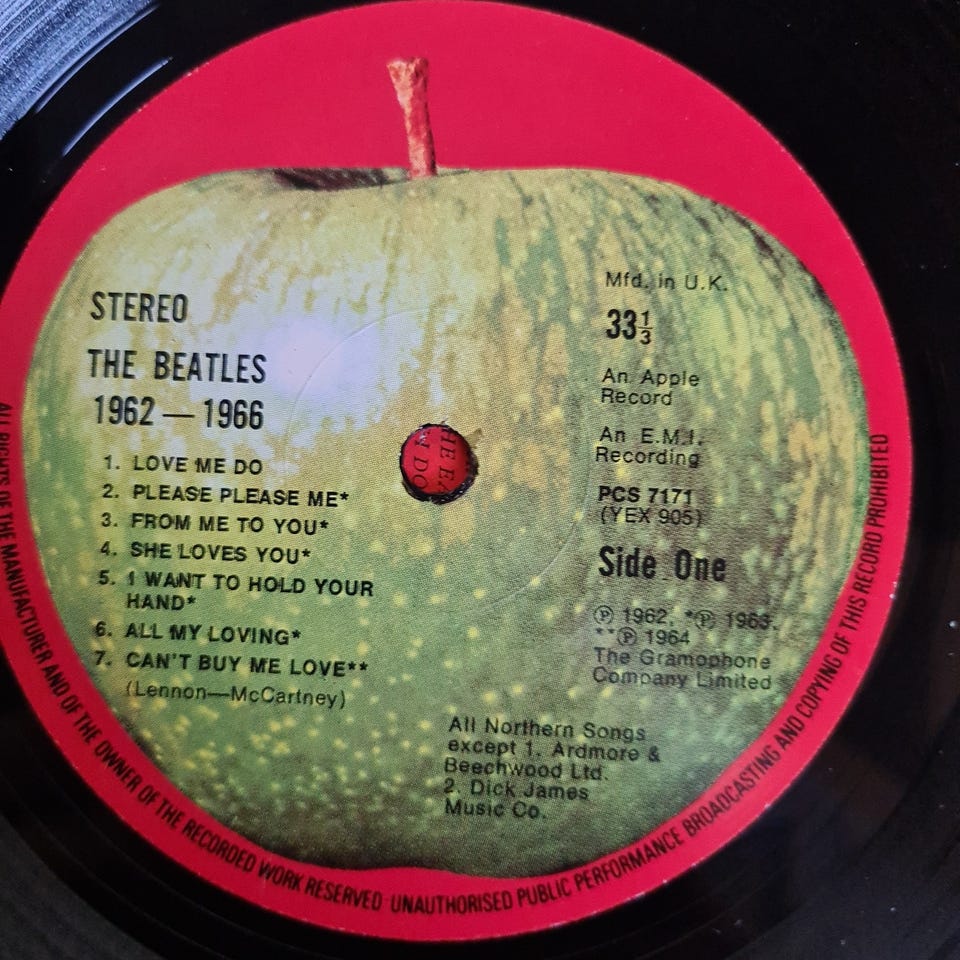 STEREO
THE BEATLES
1962 — 1966
1. LOVE ME DO
2. PLEASE PLEASE ME*
3. FROM ME TO YOU*
4. SHE LOVES YOU*
5. I WANT TO HOLD YOUR
HAND*
6. ALL MY LOVING*
7. CAN'T BUY ME LOVE**
(Lennon—McCartney)
Mfd. in U.K.
33⅓
An Apple
Record
An E.M.I.
Recording
PCS 7171
(YEX 905)
Side One
℗ 1962, *℗ 1963,
**℗ 1964
The Gramophone
Company Limited
All Northern Songs
except 1. Ardmore &
Beechwood Ltd.
2. Dick James
Music Co.
ALL RIGHTS OF THE MANUFACTURER AND OF THE OWNER OF THE RECORDED WORK RESERVED UNAUTHORISED PUBLIC PERFORMANCE BROADCASTING AND COPYING OF THIS RECORD PROHIBITED